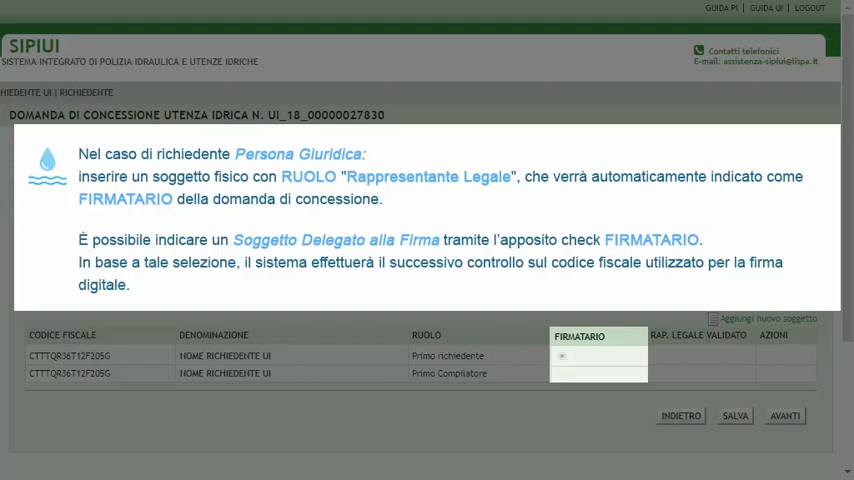 GUIDA PI | GUIDA UI | LOGOUT
SIPIUI
SISTEMA INTEGRATO DI POLIZIA IDRAULICA E UTENZE IDRICHE
Contatti telefonici
E-mail: assistenza-sipiui@lispa.it
HIEDENTE UI | RICHIEDENTE
DOMANDA DI CONCESSIONE UTENZA IDRICA N. UI_18_00000027830
Nel caso di richiedente Persona Giuridica:
inserire un soggetto fisico con RUOLO "Rappresentante Legale", che verrà automaticamente indicato come
FIRMATARIO della domanda di concessione.
È possibile indicare un Soggetto Delegato alla Firma tramite l'apposito check FIRMATARIO.
In base a tale selezione, il sistema effettuerà il successivo controllo sul codice fiscale utilizzato per la firma
digitale.
Aggiungi nuovo soggetto
CODICE FISCALE DENOMINAZIONE RUOLO FIRMATARIO RAP. LEGALE VALIDATO AZIONI
CTTTQR36T12F205G NOME RICHIEDENTE UI Primo richiedente
CTTTQR36T12F205G NOME RICHIEDENTE UI Primo Compilatore
INDIETRO SALVA AVANTI